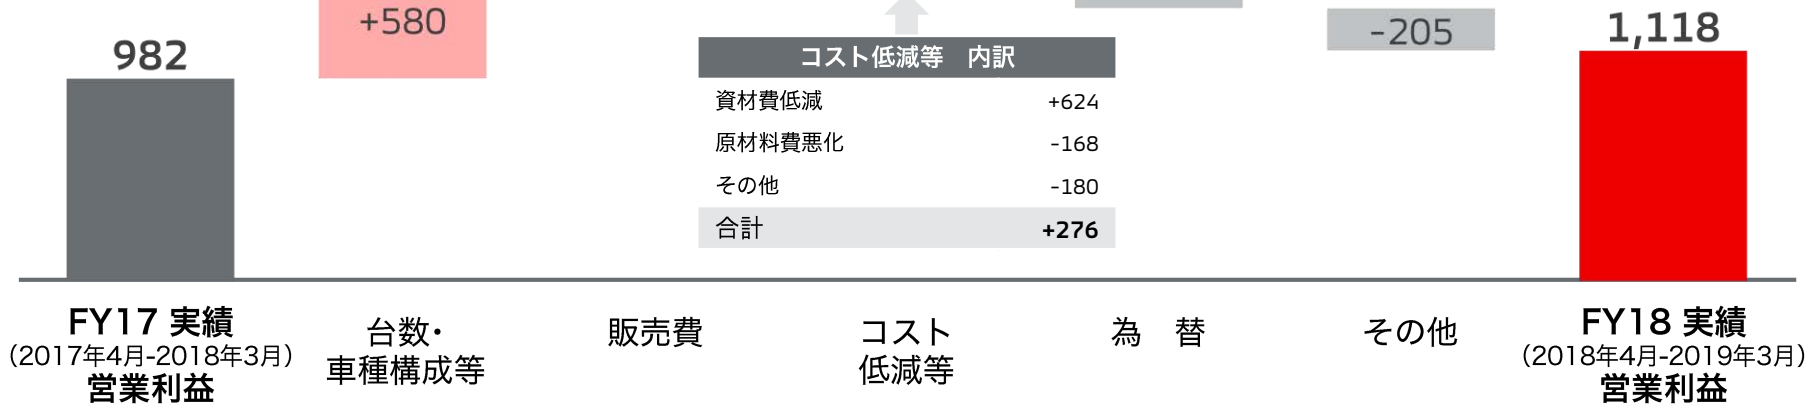 +580
-205
982
1,118
コスト低減等　内訳
資材費低減 +624
原材料費悪化 -168
その他 -180
合計 +276
FY17 実績
（2017年4月-2018年3月）
営業利益
台数・
車種構成等
販売費
コスト
低減等
為　替
その他
FY18 実績
（2018年4月-2019年3月）
営業利益